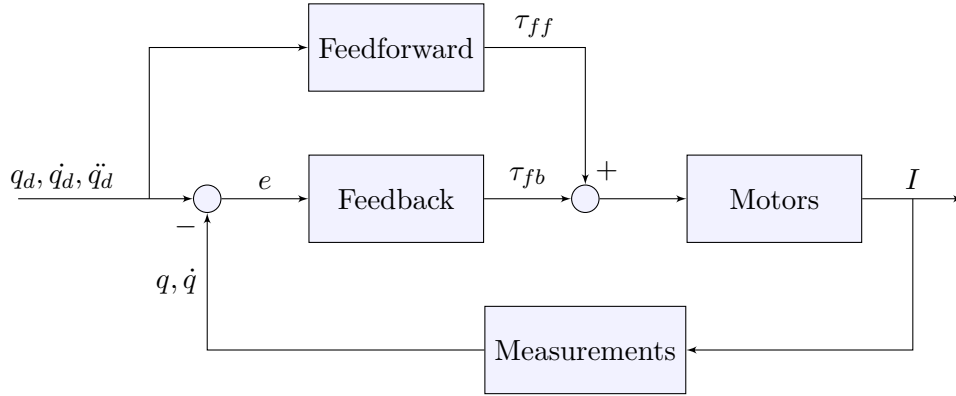 τ_ff
Feedforward
q_d, q̇_d, q̈_d
e
Feedback
τ_fb
+
Motors
I
−
q, q̇
Measurements